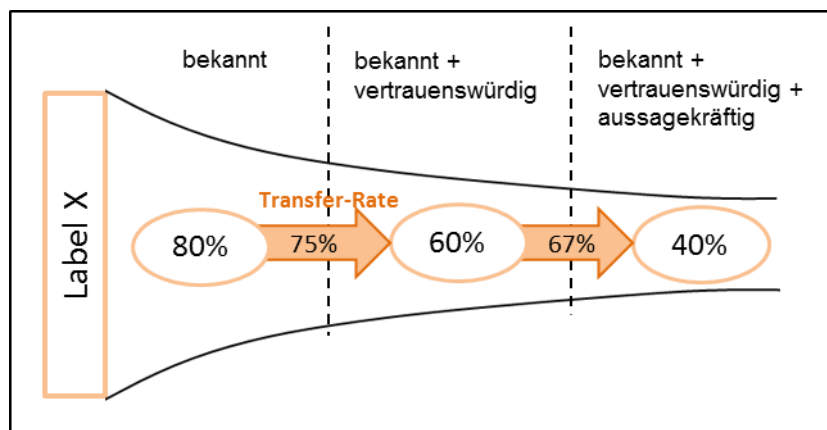 bekannt
bekannt +
vertrauenswürdig
bekannt +
vertrauenswürdig +
aussagekräftig
Label X
Transfer-Rate
80%
75%
60%
67%
40%